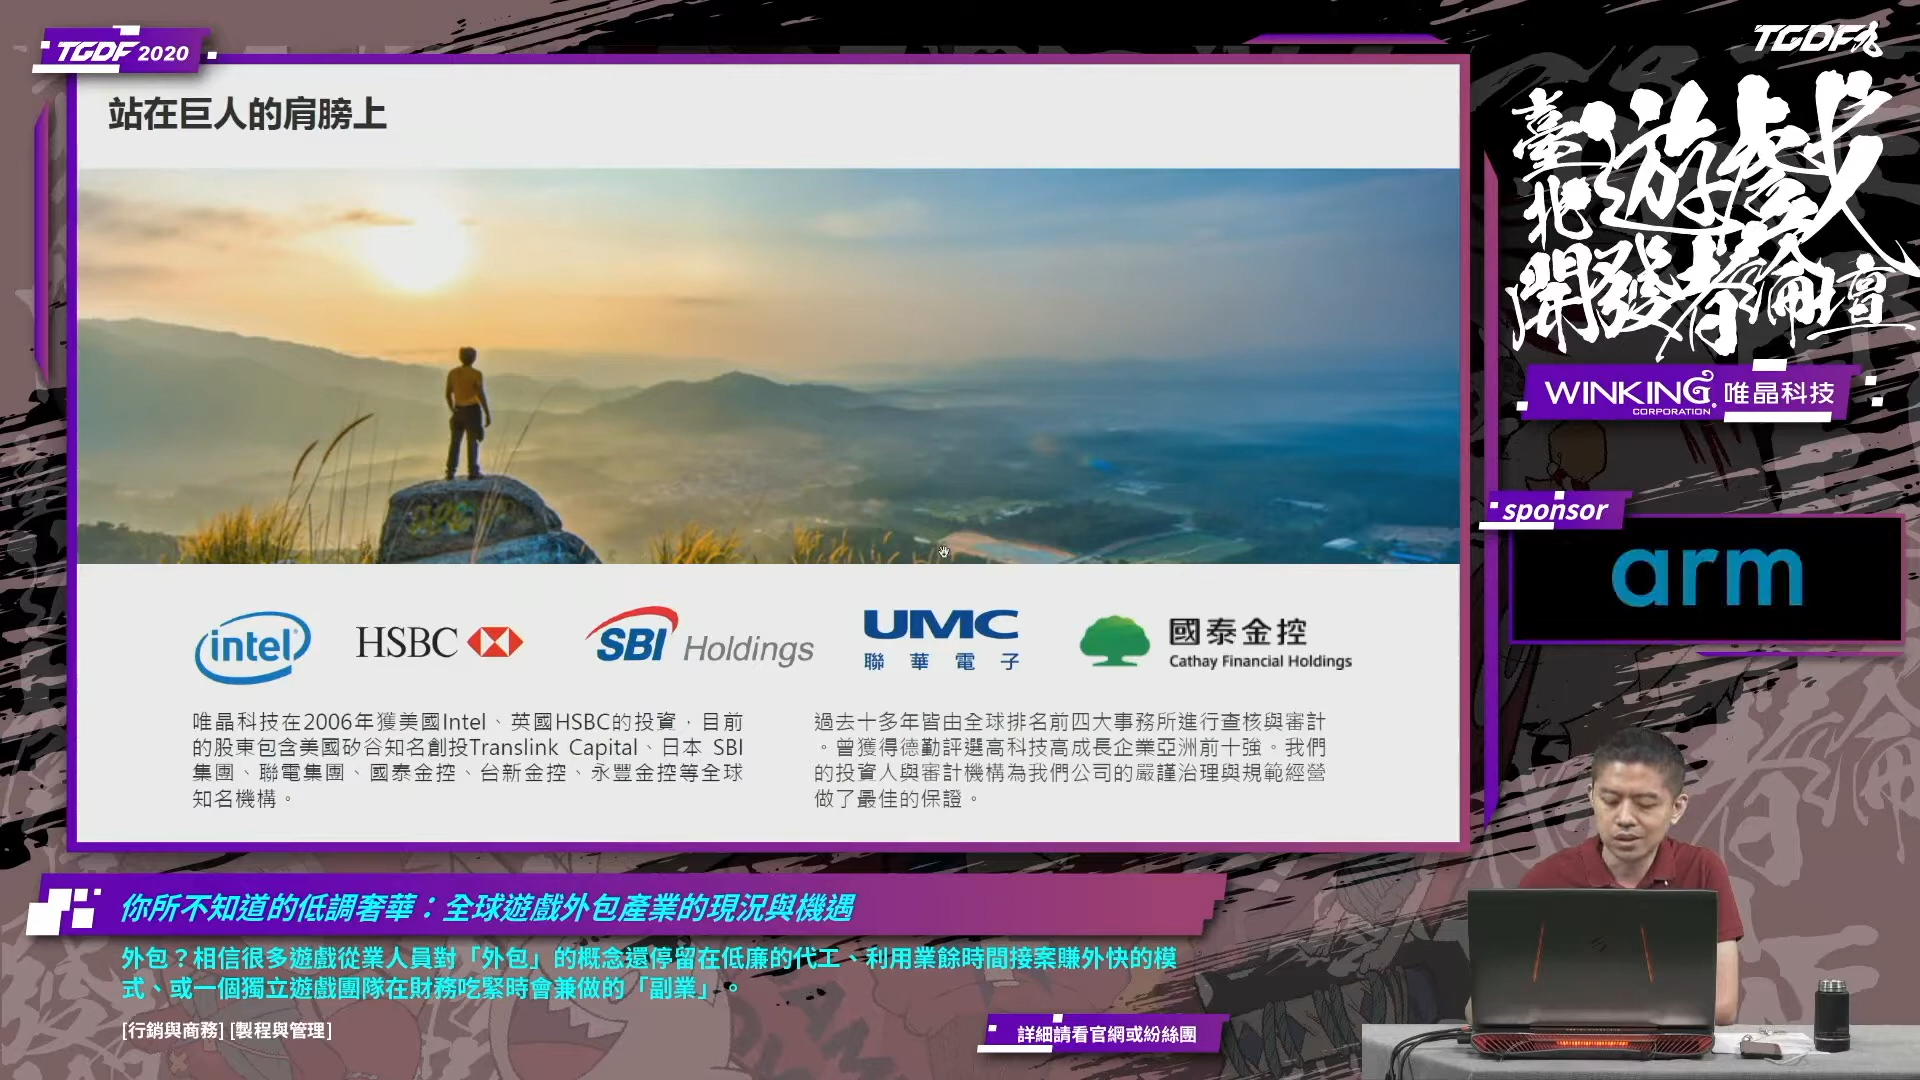 TGDF 2020
站在巨人的肩膀上
intel
HSBC
SBI Holdings
UMC
聯華電子
國泰金控
Cathay Financial Holdings
唯晶科技在2006年獲美國Intel、英國HSBC的投資，目前
的股東包含美國矽谷知名創投Translink Capital、日本 SBI
集團、聯電集團、國泰金控、台新金控、永豐金控等全球
知名機構。
過去十多年皆由全球排名前四大事務所進行查核與審計
。曾獲得德勤評選高科技高成長企業亞洲前十強。我們
的投資人與審計機構為我們公司的嚴謹治理與規範經營
做了最佳的保證。
TGDF九
臺北遊戲
開發者論壇
WINKING CORPORATION 唯晶科技
sponsor
arm
你所不知道的低調奢華：全球遊戲外包產業的現況與機遇
外包？相信很多遊戲從業人員對「外包」的概念還停留在低廉的代工、利用業餘時間接案賺外快的模
式、或一個獨立遊戲團隊在財務吃緊時會兼做的「副業」。
[行銷與商務] [製程與管理]
詳細請看官網或紛絲團